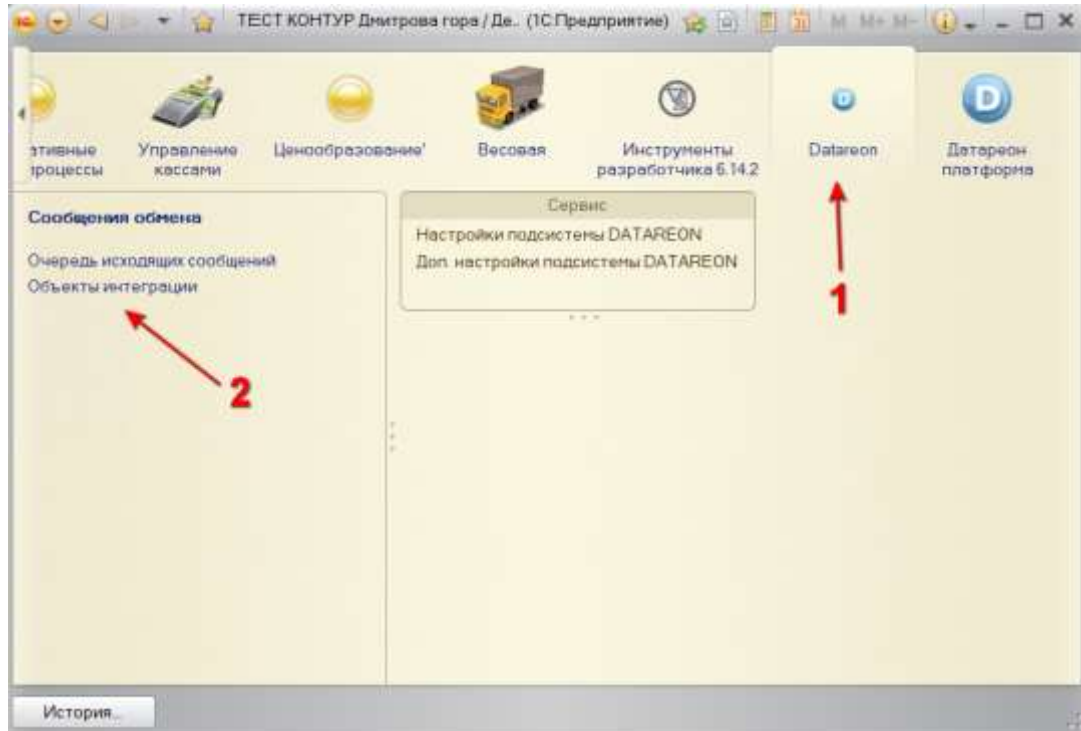 ТЕСТ КОНТУР Дмитрова гора / Де.. (1С:Предприятие)
M M+ M-
ативные
процессы
Управление
кассами
Ценообразование'
Весовая
Инструменты
разработчика 6.14.2
Datareon
Датареон
платформа
Сообщения обмена
Очередь исходящих сообщений
Объекты интеграции
Сервис
Настройки подсистемы DATAREON
Доп. настройки подсистемы DATAREON
1
2
История...